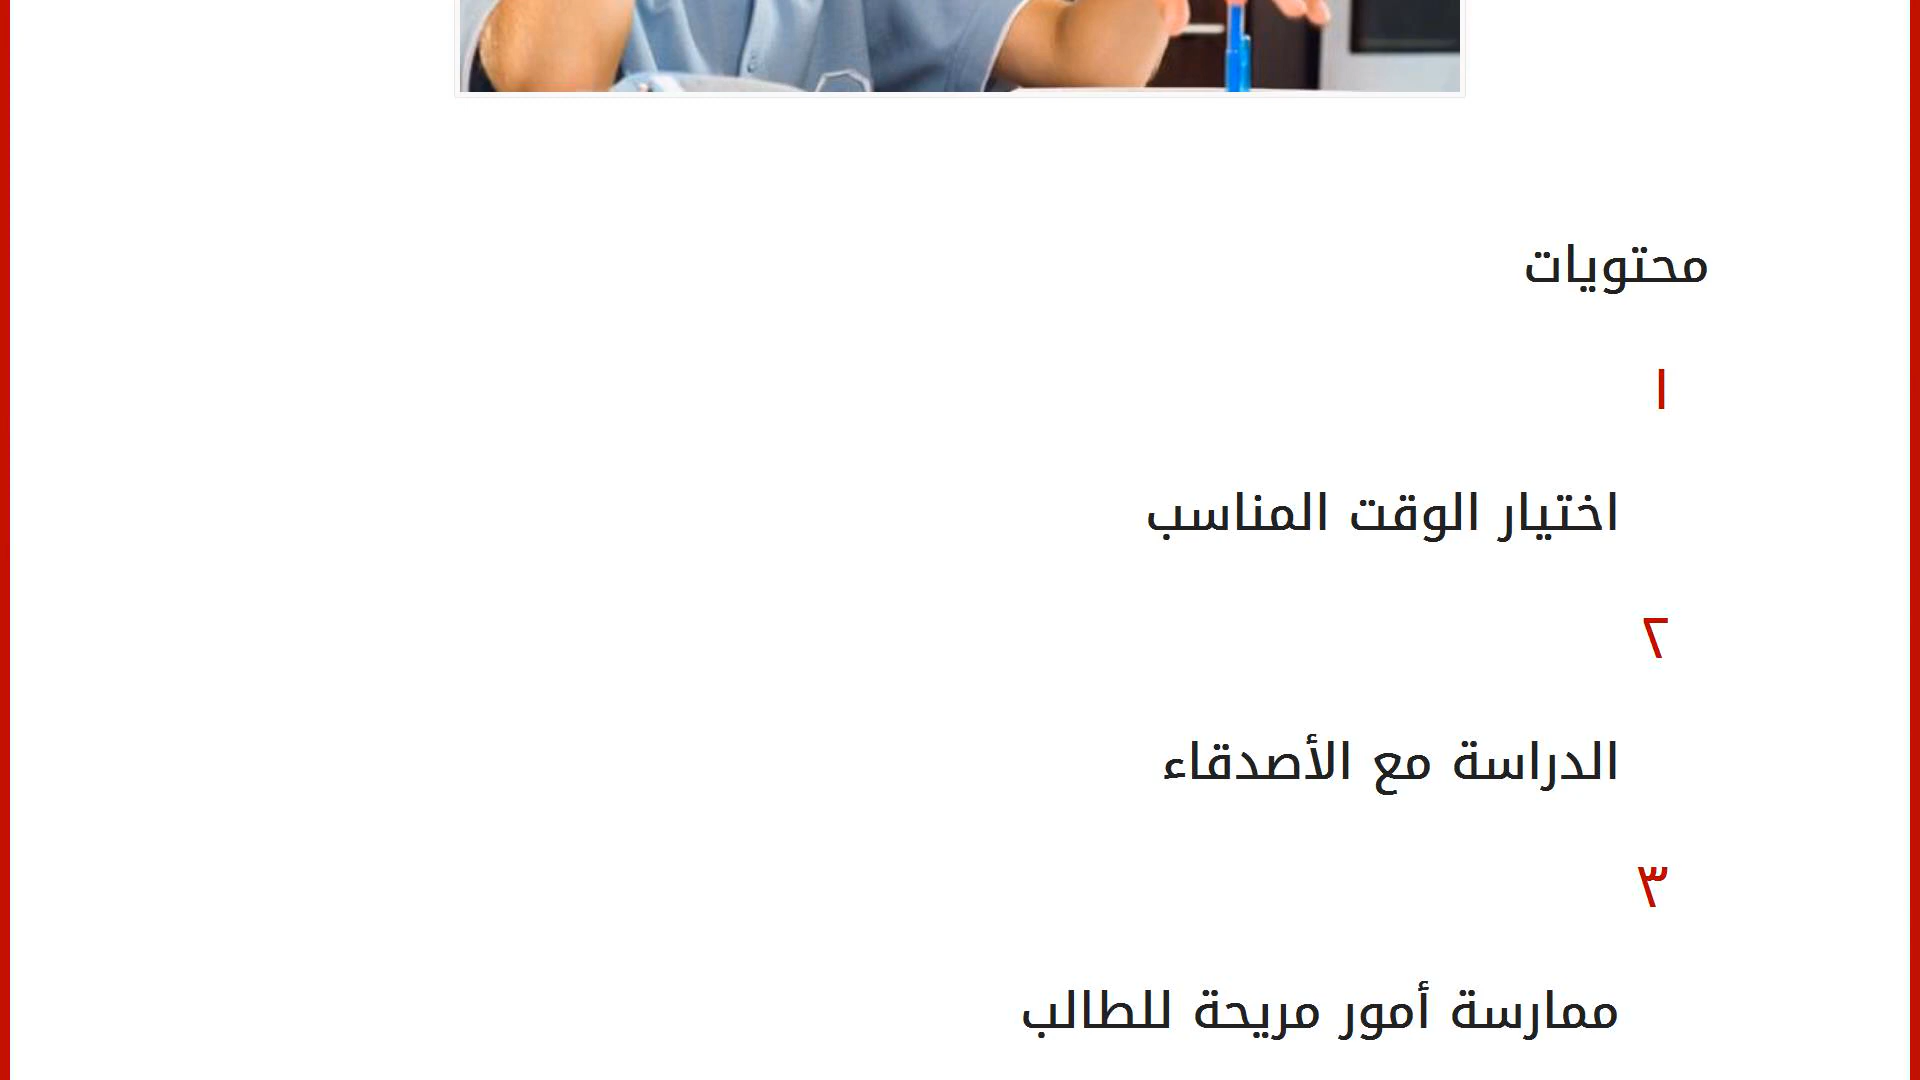 محتويات
١
اختيار الوقت المناسب
٢
الدراسة مع الأصدقاء
٣
ممارسة أمور مريحة للطالب